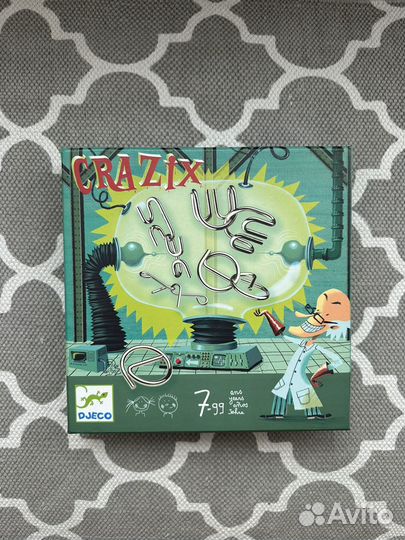 CRAZIX
DJECO
7-99
ans
years
años
Jahre
Avito